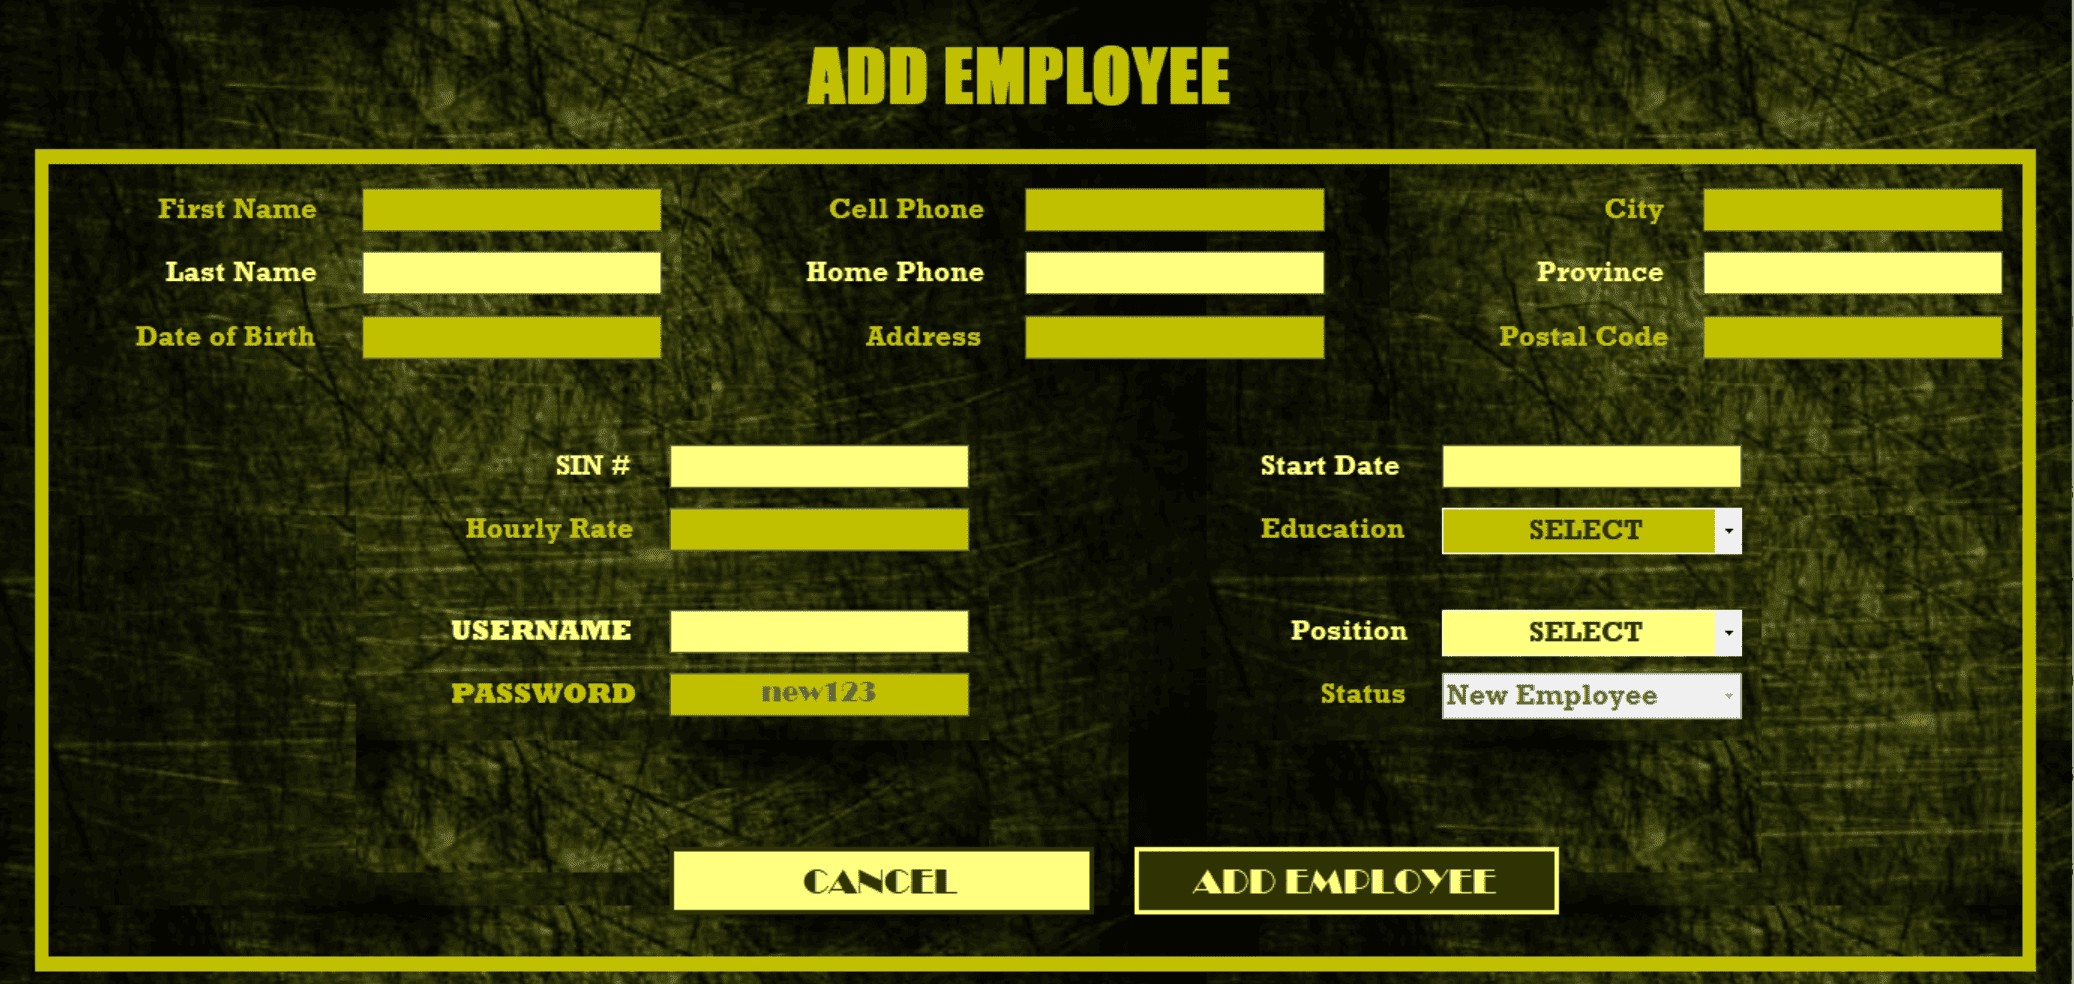 ADD EMPLOYEE
First Name Cell Phone City
Last Name Home Phone Province
Date of Birth Address Postal Code
SIN # Start Date
Hourly Rate Education SELECT
USERNAME Position SELECT
PASSWORD new123 Status New Employee
CANCEL ADD EMPLOYEE